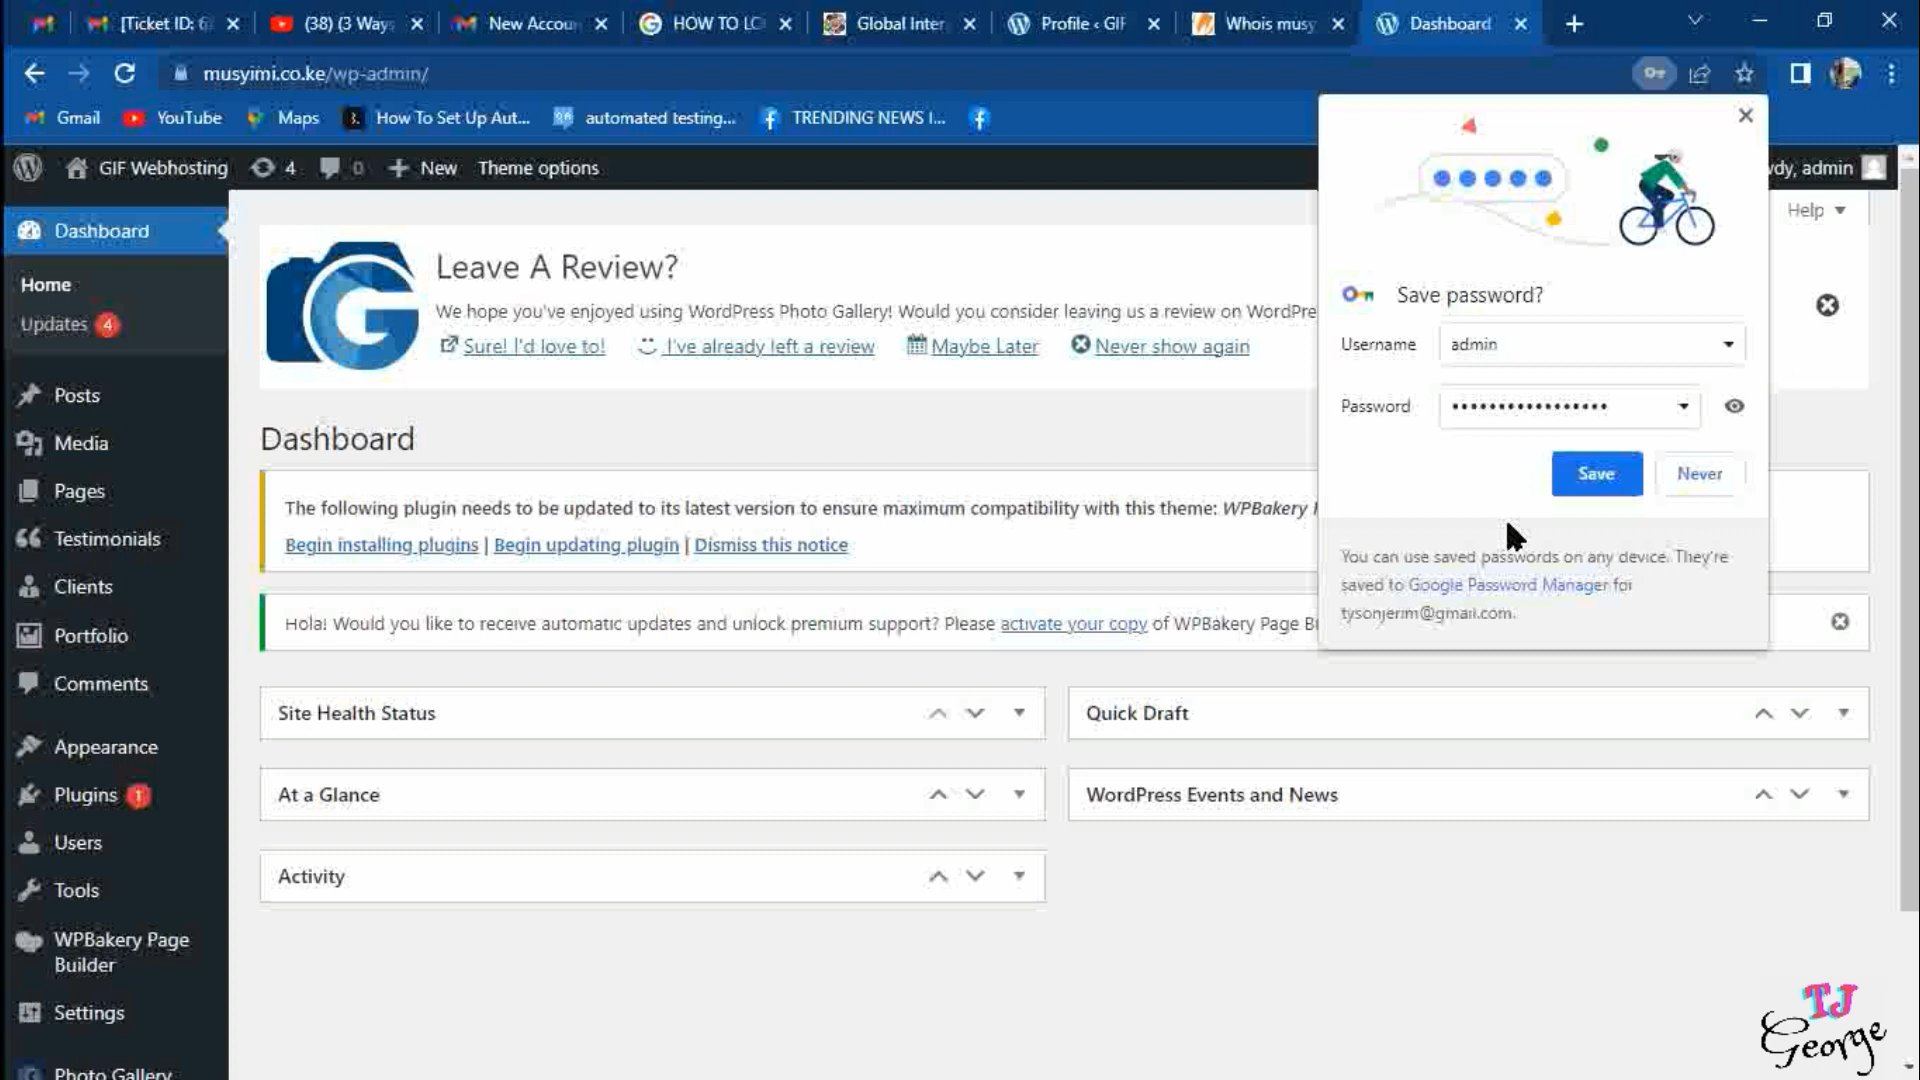 [Ticket ID: 6
(38) (3 Way
New Accou
HOW TO LO
Global Inter
Profile ‹ GIF
Whois musy
Dashboard
musyimi.co.ke/wp-admin/
Gmail
YouTube
Maps
How To Set Up Aut...
automated testing...
TRENDING NEWS I...
GIF Webhosting
4
0
New
Theme options
wdy, admin
Help
Dashboard
Home
Updates 4
Posts
Media
Pages
Testimonials
Clients
Portfolio
Comments
Appearance
Plugins 1
Users
Tools
WPBakery Page
Builder
Settings
Photo Gallery
Leave A Review?
We hope you've enjoyed using WordPress Photo Gallery! Would you consider leaving us a review on WordPre
Sure! I'd love to!
I've already left a review
Maybe Later
Never show again
Dashboard
The following plugin needs to be updated to its latest version to ensure maximum compatibility with this theme: WPBakery
Begin installing plugins | Begin updating plugin | Dismiss this notice
Hola! Would you like to receive automatic updates and unlock premium support? Please activate your copy of WPBakery Page B
Site Health Status
Quick Draft
At a Glance
WordPress Events and News
Activity
Save password?
Username
admin
Password
•••••••••••••••••
Save
Never
You can use saved passwords on any device. They're
saved to Google Password Manager for
tysonjerim@gmail.com.
TJ
George